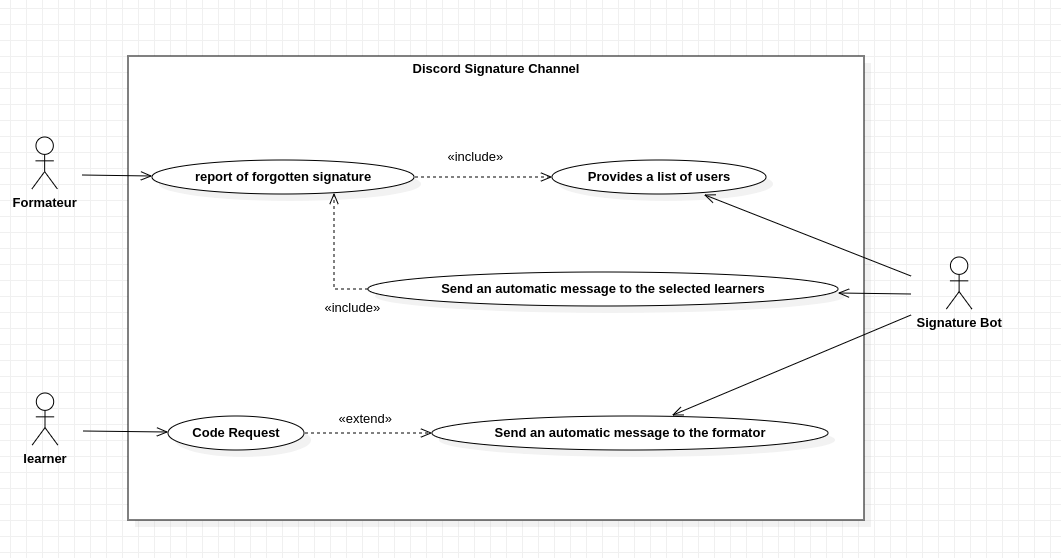 Discord Signature Channel
«include»
report of forgotten signature
Provides a list of users
Formateur
Send an automatic message to the selected learners
«include»
Signature Bot
«extend»
Code Request
Send an automatic message to the formator
learner